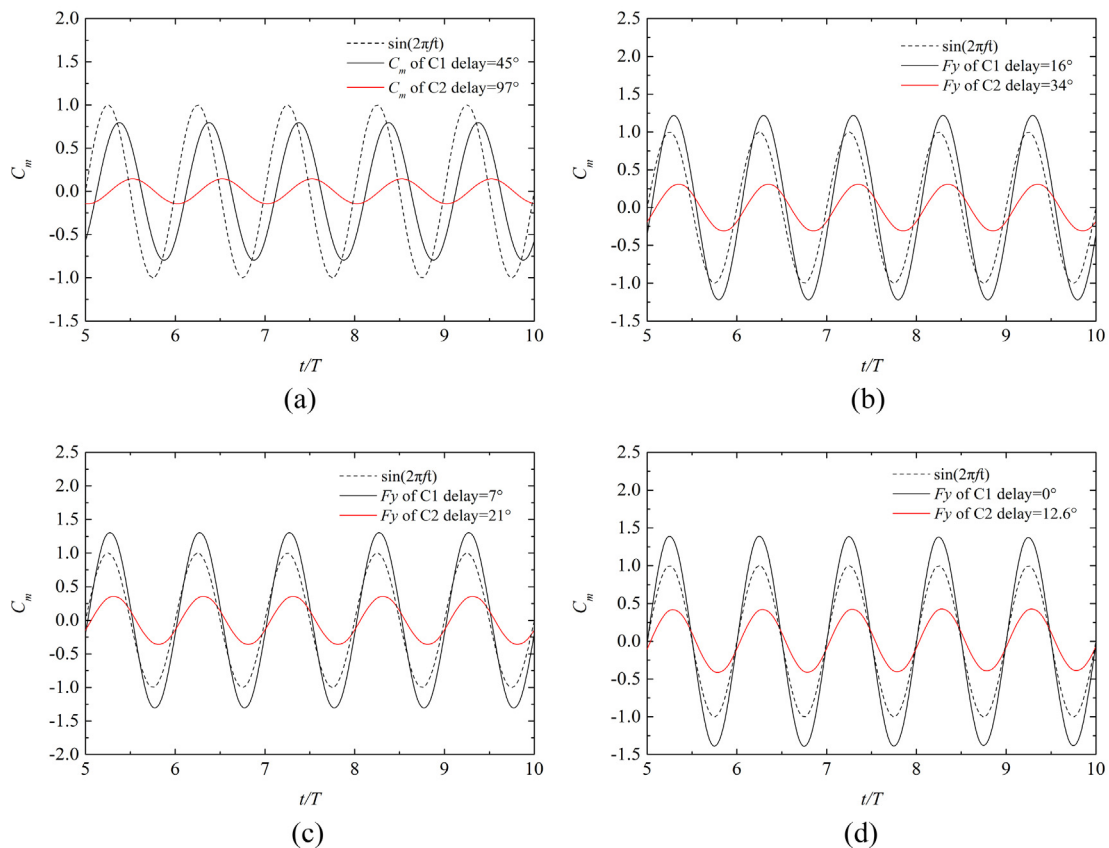 2.0
1.5
1.0
0.5
0.0
-0.5
-1.0
-1.5
C_m
sin(2πft)
C_m of C1 delay=45°
C_m of C2 delay=97°
5 6 7 8 9 10
t/T
(a)
2.5
2.0
1.5
1.0
0.5
0.0
-0.5
-1.0
-1.5
C_m
sin(2πft)
Fy of C1 delay=16°
Fy of C2 delay=34°
5 6 7 8 9 10
t/T
(b)
2.5
2.0
1.5
1.0
0.5
0.0
-0.5
-1.0
-1.5
-2.0
C_m
sin(2πft)
Fy of C1 delay=7°
Fy of C2 delay=21°
5 6 7 8 9 10
t/T
(c)
2.5
2.0
1.5
1.0
0.5
0.0
-0.5
-1.0
-1.5
C_m
sin(2πft)
Fy of C1 delay=0°
Fy of C2 delay=12.6°
5 6 7 8 9 10
t/T
(d)